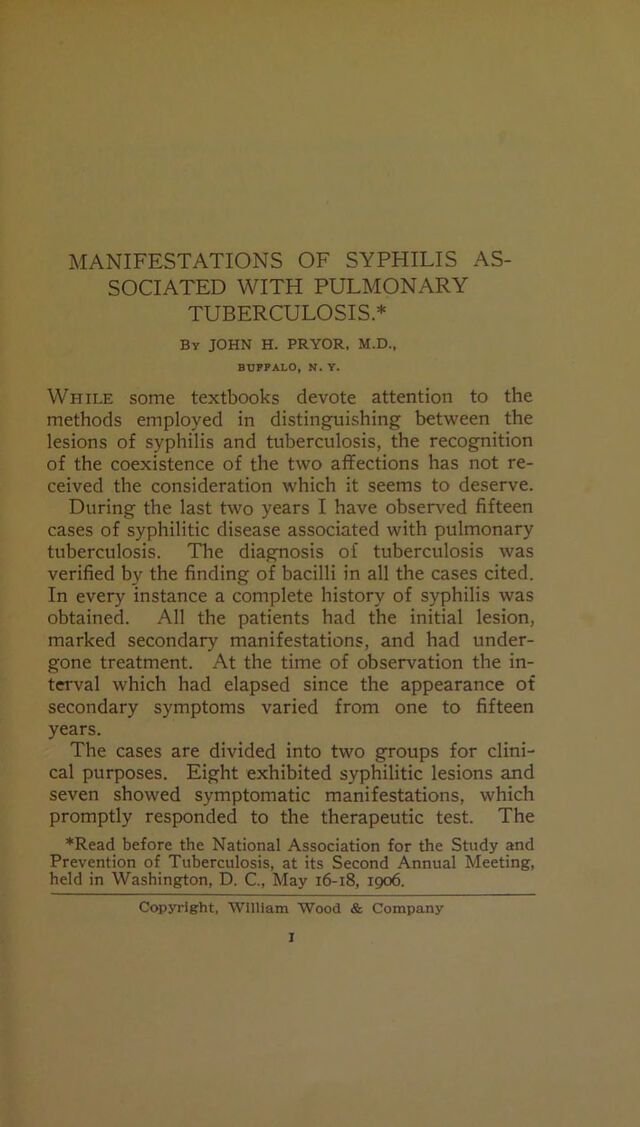 MANIFESTATIONS OF SYPHILIS AS-
SOCIATED WITH PULMONARY
TUBERCULOSIS.*
By JOHN H. PRYOR, M.D.,
BUFFALO, N. Y.
While some textbooks devote attention to the
methods employed in distinguishing between the
lesions of syphilis and tuberculosis, the recognition
of the coexistence of the two affections has not re-
ceived the consideration which it seems to deserve.
During the last two years I have observed fifteen
cases of syphilitic disease associated with pulmonary
tuberculosis. The diagnosis of tuberculosis was
verified by the finding of bacilli in all the cases cited.
In every instance a complete history of syphilis was
obtained. All the patients had the initial lesion,
marked secondary manifestations, and had under-
gone treatment. At the time of observation the in-
terval which had elapsed since the appearance of
secondary symptoms varied from one to fifteen
years.
The cases are divided into two groups for clini-
cal purposes. Eight exhibited syphilitic lesions and
seven showed symptomatic manifestations, which
promptly responded to the therapeutic test. The
*Read before the National Association for the Study and
Prevention of Tuberculosis, at its Second Annual Meeting,
held in Washington, D. C., May 16-18, 1906.
Copyright, William Wood & Company
1